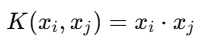 K(x_i, x_j) = x_i · x_j